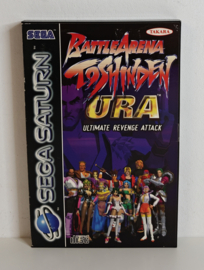 SEGA
TAKARA
BATTLE ARENA
TOSHINDEN
URA
ULTIMATE REVENGE ATTACK
SEGA SATURN